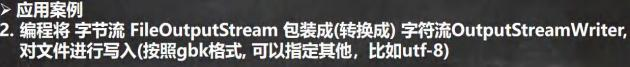 ➢ 应用案例
2. 编程将 字节流 FileOutputStream 包装成(转换成) 字符流OutputStreamWriter,
对文件进行写入(按照gbk格式, 可以指定其他，比如utf-8)